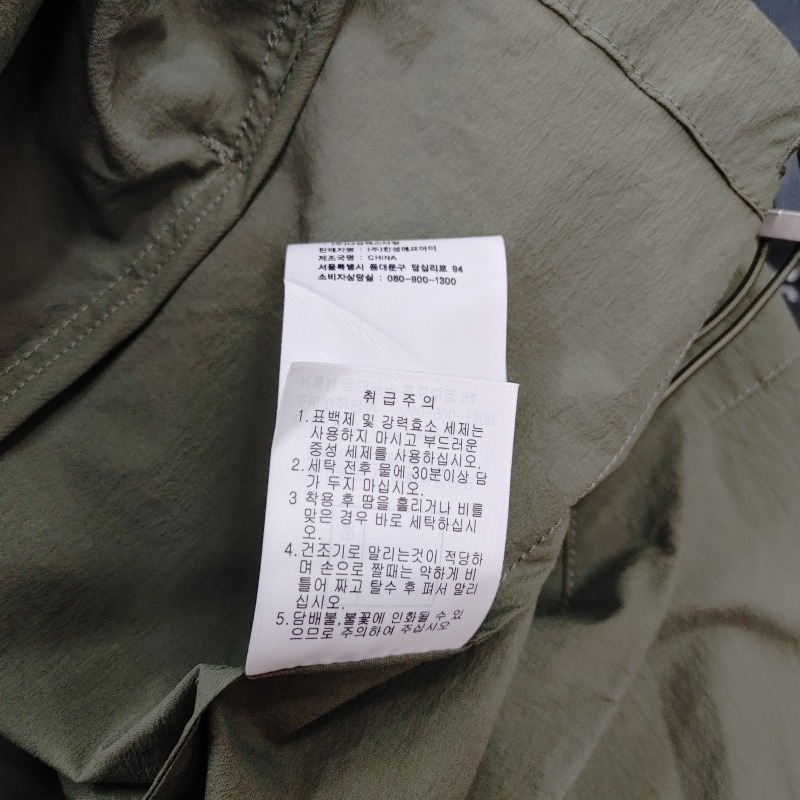 판매자명 : (주)한성에프아이
제조국명 : CHINA
서울특별시 동대문구 답십리로 94
소비자상담실 : 080-900-1300
취급주의
1.표백제 및 강력효소 세제는
사용하지 마시고 부드러운
중성 세제를 사용하십시오.
2.세탁 전후 물에 30분이상 담
가 두지 마십시오.
3 착용 후 땀을 흘리거나 비를
맞은 경우 바로 세탁하십시
오.
4.건조기로 말리는것이 적당하
며 손으로 짤때는 약하게 비
틀어 짜고 탈수 후 펴서 말리
십시오.
5.담배불,불꽃에 인화될 수 있
으므로 주의하여 주십시오